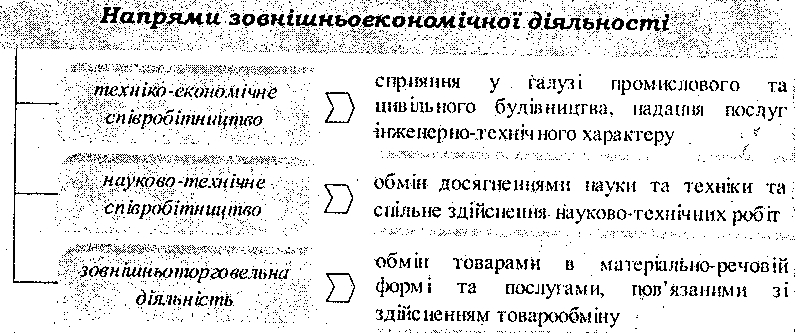 Напрями зовнішньоекономічної діяльності
техніко-економічне
співробітництво
сприяння у галузі промислового та
цивільного будівництва, надання послуг
інженерно-технічного характеру
науково-технічне
співробітництво
обмін досягненнями науки та техніки та
спільне здійснення науково-технічних робіт
зовнішньоторговельна
діяльність
обмін товарами в матеріально-речовій
формі та послугами, пов’язаними зі
здійсненням товарообміну